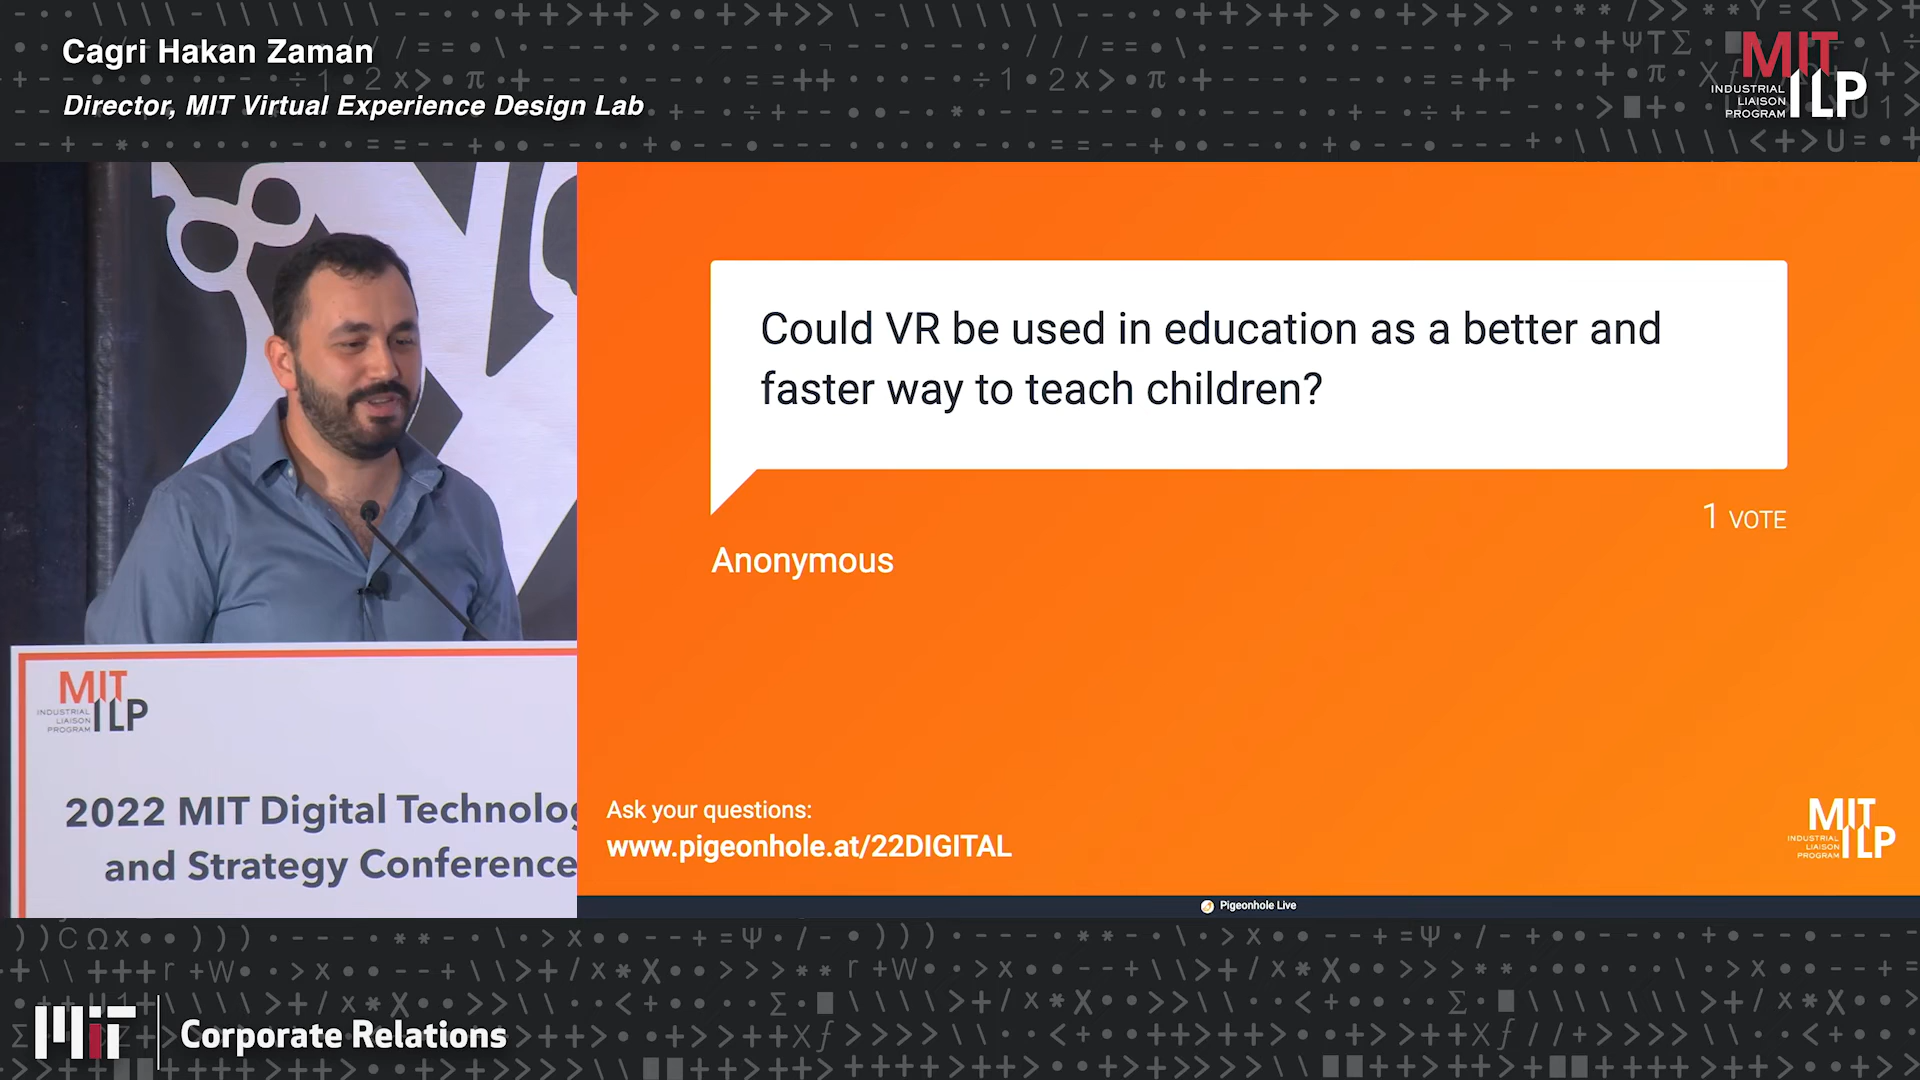 Cagri Hakan Zaman
Director, MIT Virtual Experience Design Lab
MIT
INDUSTRIAL
LIAISON
PROGRAM
ILP
Could VR be used in education as a better and
faster way to teach children?
1 VOTE
Anonymous
MIT
INDUSTRIAL
LIAISON
PROGRAM
ILP
2022 MIT Digital Technolog
and Strategy Conference
Ask your questions:
www.pigeonhole.at/22DIGITAL
MIT
INDUSTRIAL
LIAISON
PROGRAM
ILP
Pigeonhole Live
MIT
Corporate Relations